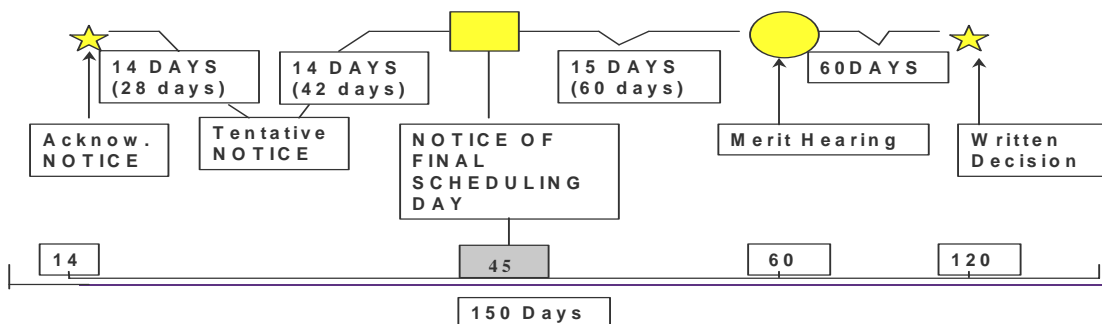 14 DAYS
(28 days)
14 DAYS
(42 days)
15 DAYS
(60 days)
60DAYS
Acknow.
NOTICE
Tentative
NOTICE
NOTICE OF
FINAL
SCHEDULING
DAY
Merit Hearing
Written
Decision
14
45
60
120
150 Days